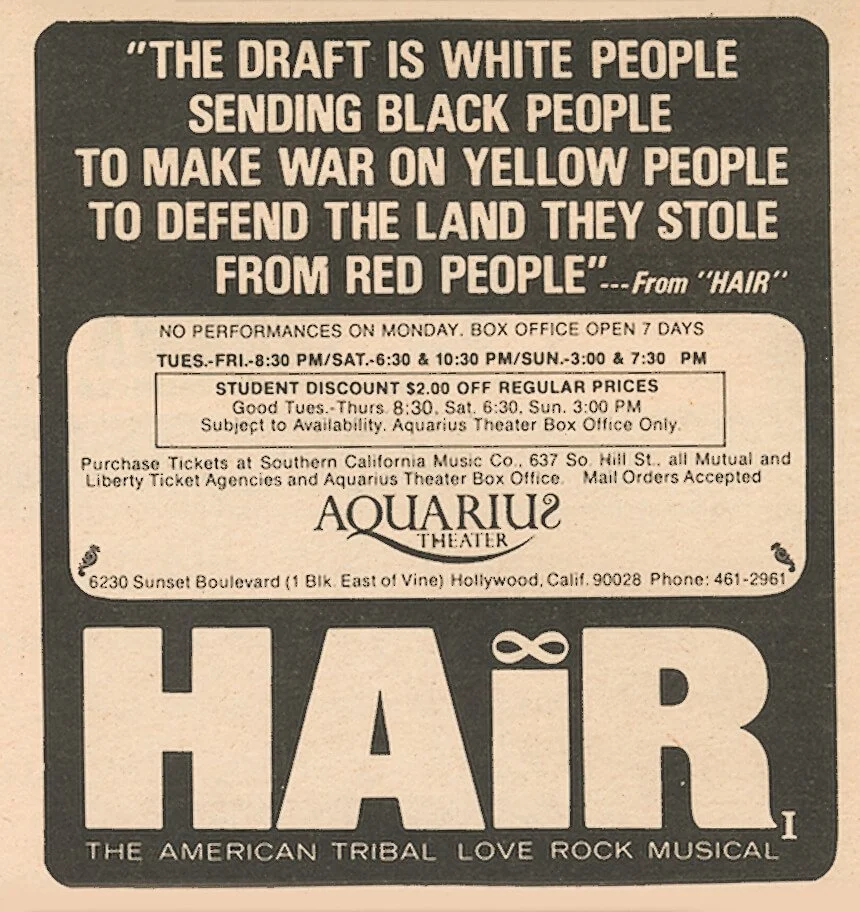 "THE DRAFT IS WHITE PEOPLE
SENDING BLACK PEOPLE
TO MAKE WAR ON YELLOW PEOPLE
TO DEFEND THE LAND THEY STOLE
FROM RED PEOPLE"---From "HAIR"
NO PERFORMANCES ON MONDAY. BOX OFFICE OPEN 7 DAYS
TUES.-FRI.-8:30 PM/SAT.-6:30 & 10:30 PM/SUN.-3:00 & 7:30 PM
STUDENT DISCOUNT $2.00 OFF REGULAR PRICES
Good Tues.-Thurs. 8:30, Sat. 6:30, Sun. 3:00 PM
Subject to Availability. Aquarius Theater Box Office Only.
Purchase Tickets at Southern California Music Co., 637 So. Hill St., all Mutual and
Liberty Ticket Agencies and Aquarius Theater Box Office. Mail Orders Accepted
AQUARIUS
THEATER
6230 Sunset Boulevard (1 Blk. East of Vine) Hollywood, Calif. 90028 Phone: 461-2961
HAiR
I
THE AMERICAN TRIBAL LOVE ROCK MUSICAL